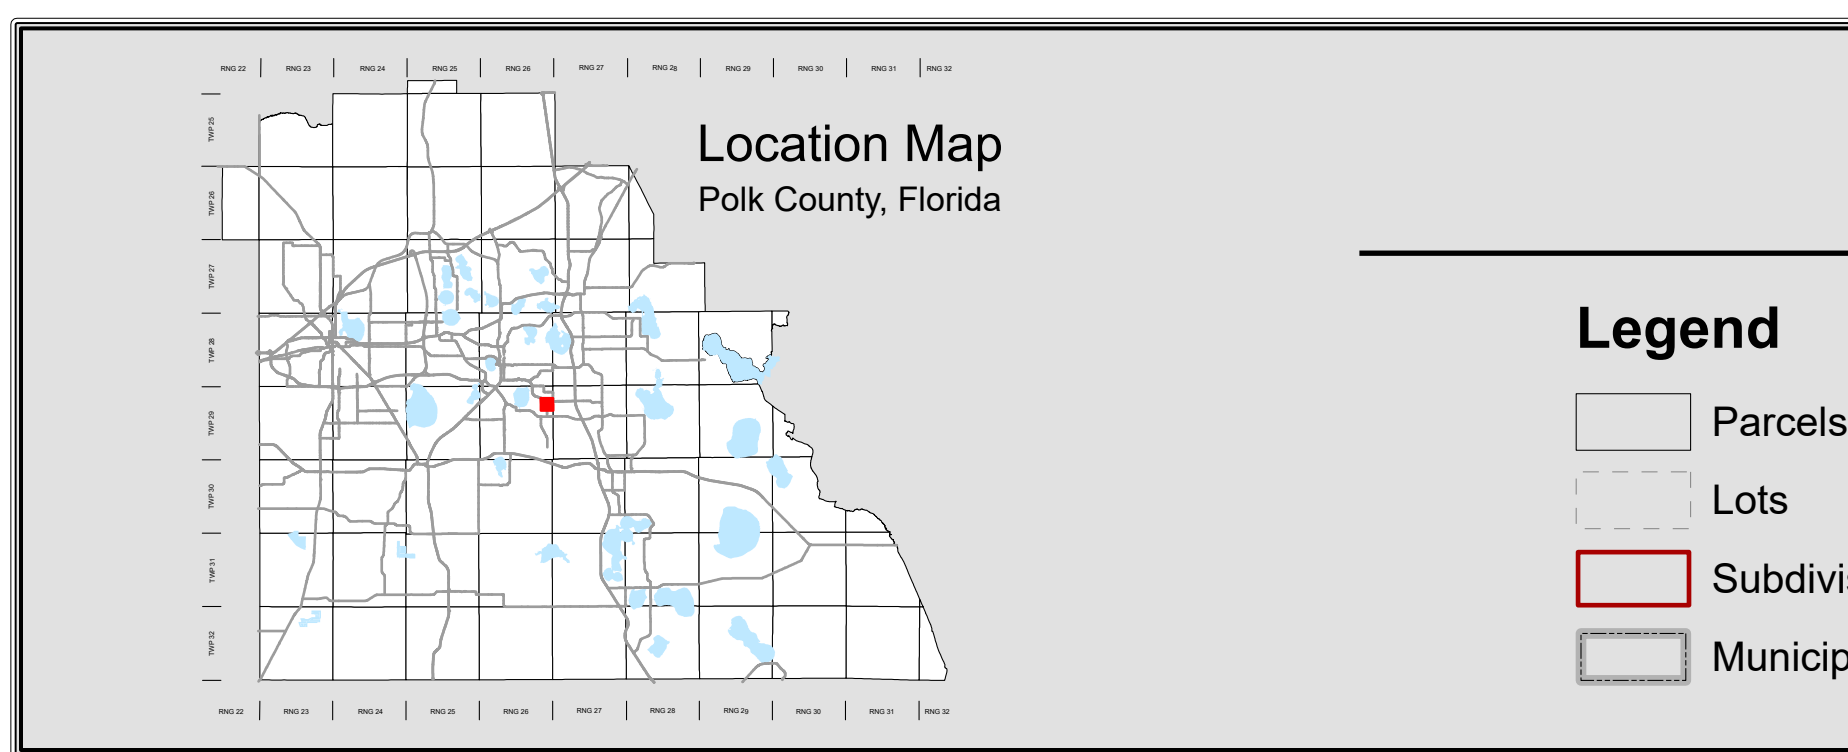 RNG 22 RNG 23 RNG 24 RNG 25 RNG 26 RNG 27 RNG 28 RNG 29 RNG 30 RNG 31 RNG 32
Location Map
Polk County, Florida
TWP 25
TWP 26
TWP 27
TWP 28
TWP 29
TWP 30
TWP 31
TWP 32
RNG 22 RNG 23 RNG 24 RNG 25 RNG 26 RNG 27 RNG 28 RNG 29 RNG 30 RNG 31 RNG 32
Legend
Parcels
Lots
Subdivis
Municip